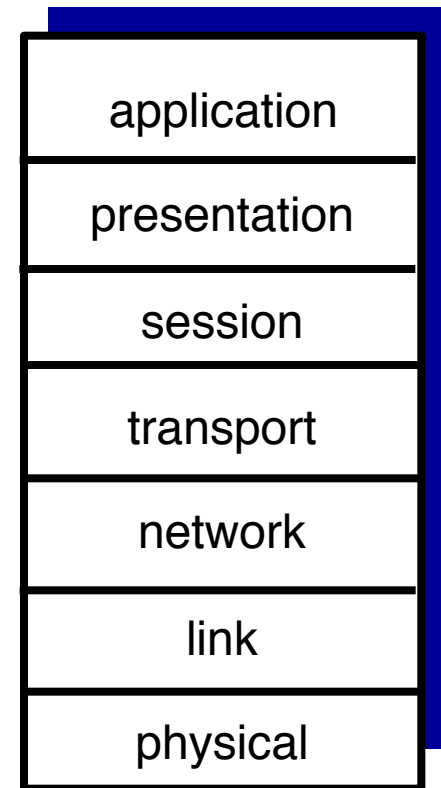 application
presentation
session
transport
network
link
physical